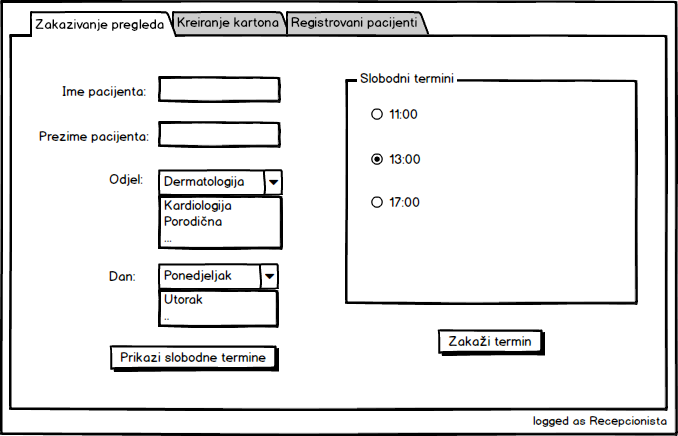 Zakazivanje pregleda
Kreiranje kartona
Registrovani pacijenti
Ime pacijenta:
Prezime pacijenta:
Odjel:
Dermatologija
Kardiologija
Porodična
...
Dan:
Ponedjeljak
Utorak
..
Prikazi slobodne termine
Slobodni termini
11:00
13:00
17:00
Zakaži termin
logged as Recepcionista